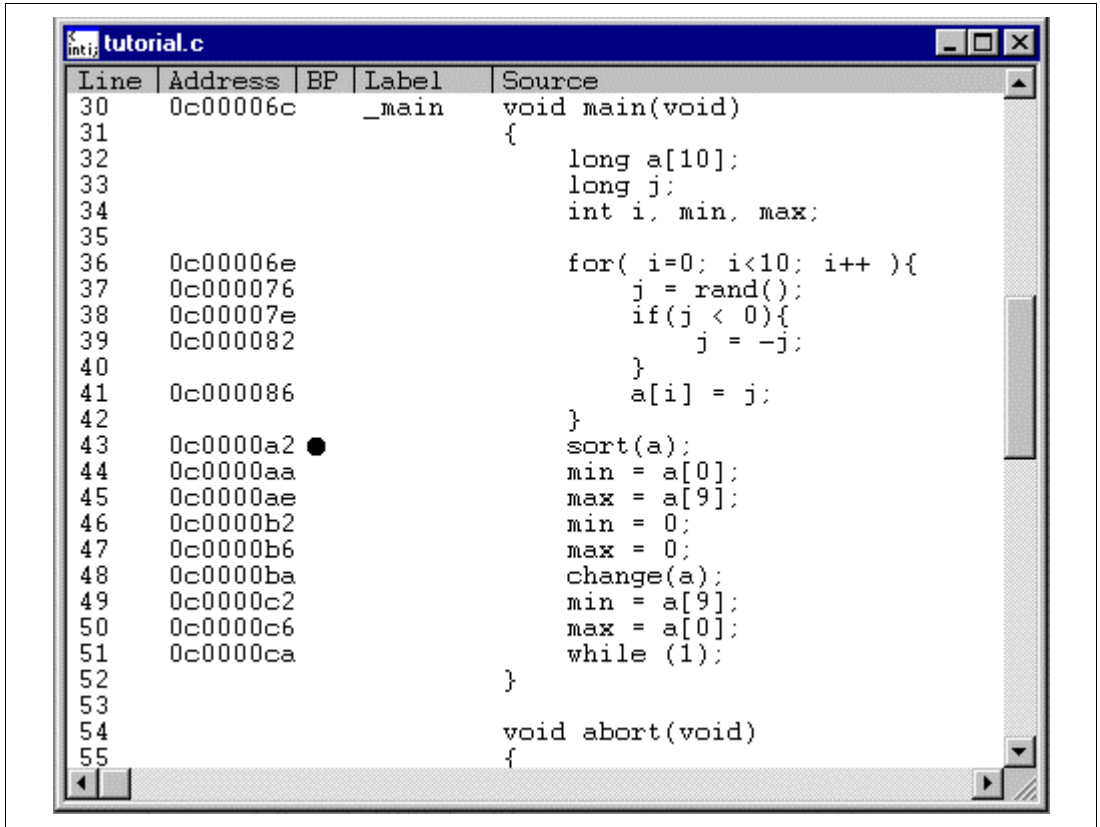 inti; tutorial.c
Line Address BP Label Source
30 0c00006c _main void main(void)
31 {
32 long a[10];
33 long j;
34 int i, min, max;
35
36 0c00006e for( i=0; i<10; i++ ){
37 0c000076 j = rand();
38 0c00007e if(j < 0){
39 0c000082 j = -j;
40 }
41 0c000086 a[i] = j;
42 }
43 0c0000a2 ● sort(a);
44 0c0000aa min = a[0];
45 0c0000ae max = a[9];
46 0c0000b2 min = 0;
47 0c0000b6 max = 0;
48 0c0000ba change(a);
49 0c0000c2 min = a[9];
50 0c0000c6 max = a[0];
51 0c0000ca while (1);
52 }
53
54 void abort(void)
55 {